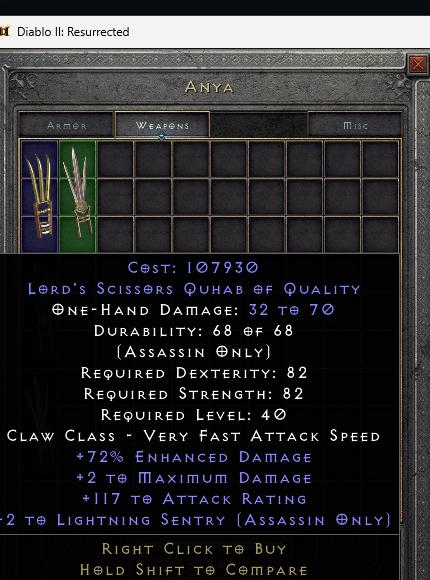 Diablo II: Resurrected
Anya
Armor Weapons Misc
Cost: 107930
Lord's Scissors Quhab of Quality
One-Hand Damage: 32 to 70
Durability: 68 of 68
(Assassin Only)
Required Dexterity: 82
Required Strength: 82
Required Level: 40
Claw Class - Very Fast Attack Speed
+72% Enhanced Damage
+2 to Maximum Damage
+117 to Attack Rating
+2 to Lightning Sentry (Assassin Only)
Right Click to Buy
Hold Shift to Compare